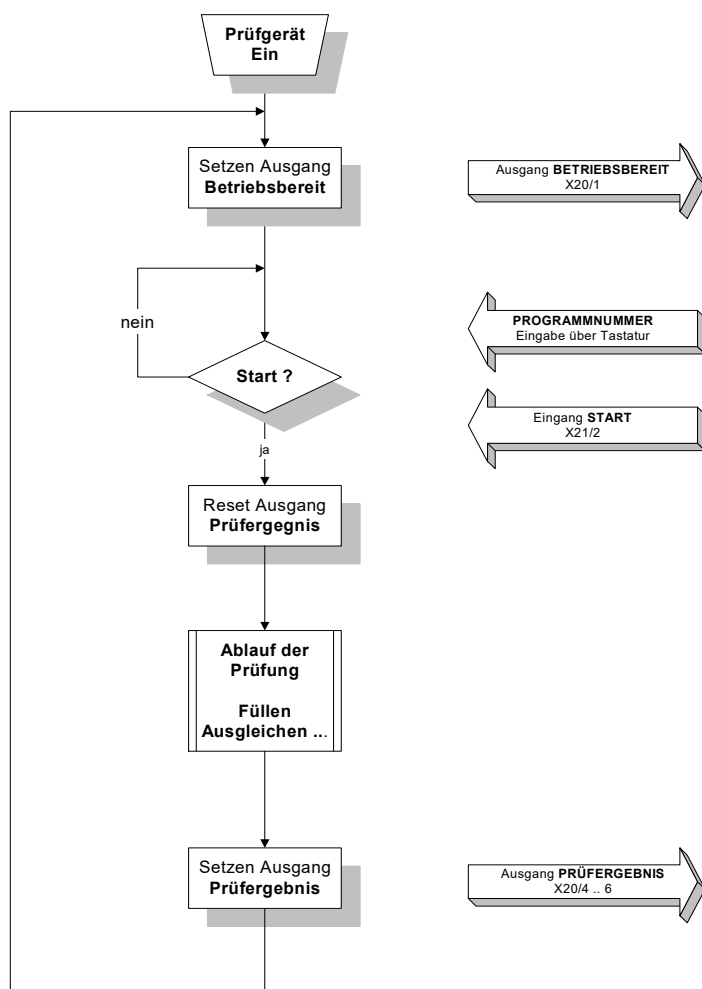 Prüfgerät
Ein
Setzen Ausgang
Betriebsbereit
Ausgang BETRIEBSBEREIT
X20/1
nein
PROGRAMMNUMMER
Eingabe über Tastatur
Start ?
Eingang START
X21/2
ja
Reset Ausgang
Prüfergegnis
Ablauf der
Prüfung
Füllen
Ausgleichen ...
Setzen Ausgang
Prüfergebnis
Ausgang PRÜFERGEBNIS
X20/4 .. 6